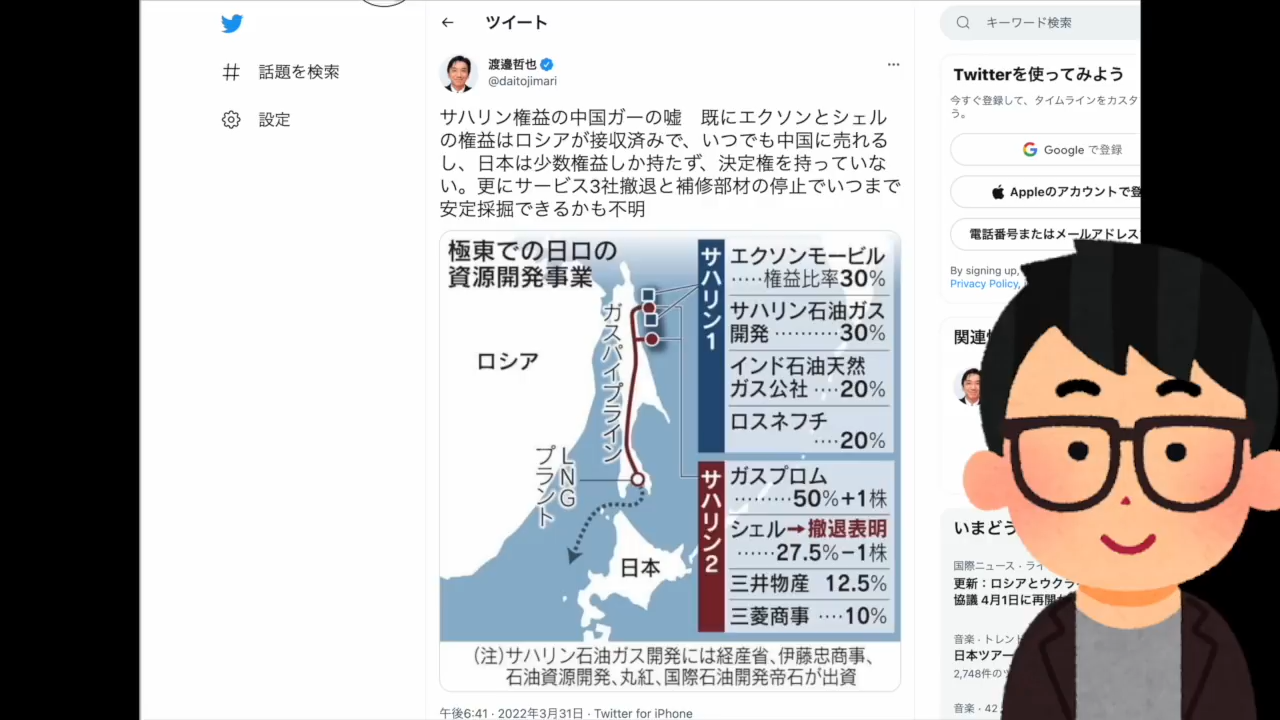 話題を検索
設定
ツイート
渡邉哲也
@daitojimari
サハリン権益の中国ガーの嘘　既にエクソンとシェル
の権益はロシアが接収済みで、いつでも中国に売れる
し、日本は少数権益しか持たず、決定権を持っていな
い。更にサービス3社撤退と補修部材の停止でいつまで
安定採掘できるかも不明
極東での日ロの
資源開発事業
ロシア
ガスパイプライン
LNG
プラント
日本
サハリン1
エクソンモービル
·····権益比率30%
サハリン石油ガス
開発 ··········30%
インド石油天然
ガス公社 ····20%
ロスネフチ
····20%
サハリン2
ガスプロム
·········50%+1株
シェル→撤退表明
······27.5%−1株
三井物産 12.5%
三菱商事 ····10%
(注)サハリン石油ガス開発には経産省、伊藤忠商事、
石油資源開発、丸紅、国際石油開発帝石が出資
午後6:41 · 2022年3月31日 · Twitter for iPhone
キーワード検索
Twitterを使ってみよう
今すぐ登録して、タイムラインをカスタ
う。
Google で登録
Appleのアカウントで登
電話番号またはメールアドレス
By signing up,
Privacy Policy,
関連
いまどう
国際ニュース · ライ
更新：ロシアとウクラ
協議 4月1日に再開
音楽 · トレン
日本ツアー
2,748件の
音楽 · 42